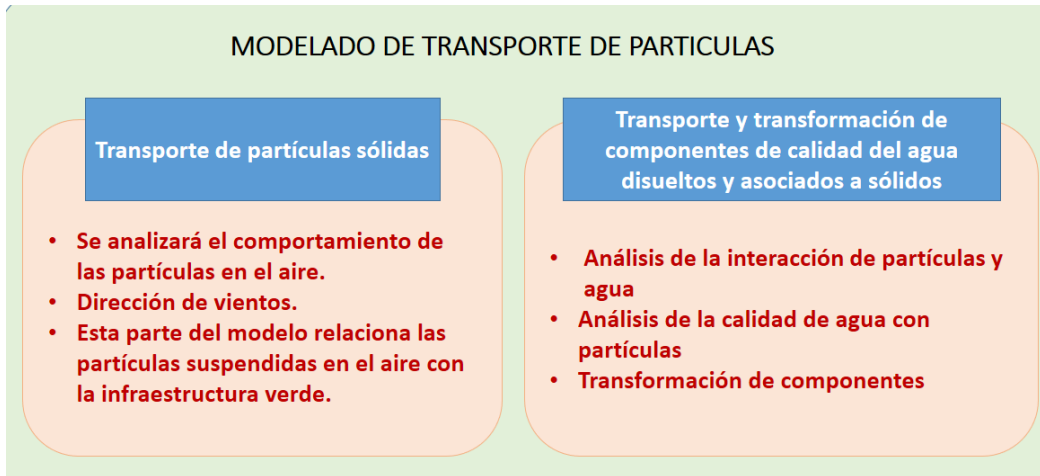 MODELADO DE TRANSPORTE DE PARTICULAS
Transporte de partículas sólidas
• Se analizará el comportamiento de
las partículas en el aire.
• Dirección de vientos.
• Esta parte del modelo relaciona las
partículas suspendidas en el aire con
la infraestructura verde.
Transporte y transformación de
componentes de calidad del agua
disueltos y asociados a sólidos
• Análisis de la interacción de partículas y
agua
• Análisis de la calidad de agua con
partículas
• Transformación de componentes